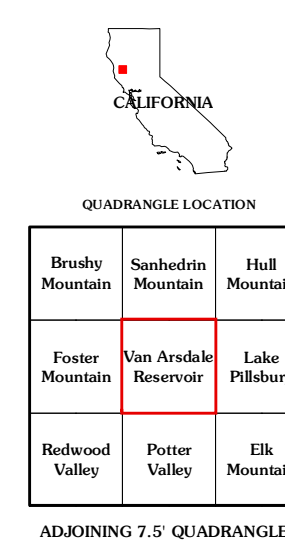 CALIFORNIA
QUADRANGLE LOCATION
Brushy Mountain
Sanhedrin Mountain
Hull Mountai
Foster Mountain
Van Arsdale Reservoir
Lake Pillsbur
Redwood Valley
Potter Valley
Elk Mountai
ADJOINING 7.5' QUADRANGLE